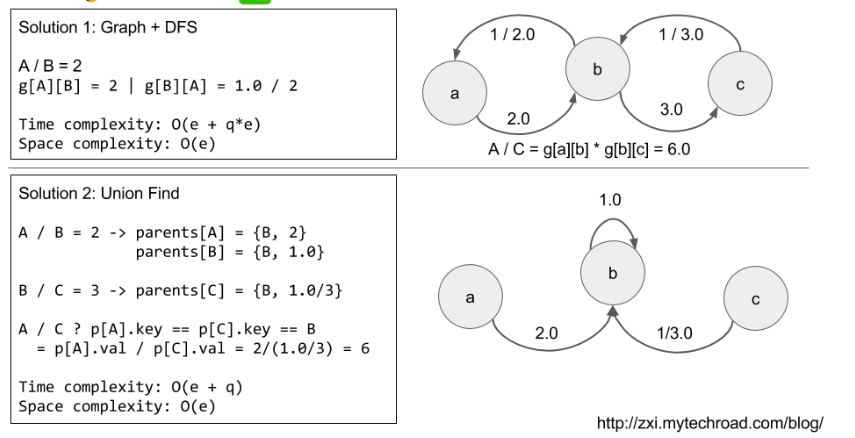 Solution 1: Graph + DFS
A / B = 2
g[A][B] = 2 | g[B][A] = 1.0 / 2
Time complexity: O(e + q*e)
Space complexity: O(e)
1 / 2.0
1 / 3.0
a
b
c
2.0
3.0
A / C = g[a][b] * g[b][c] = 6.0
Solution 2: Union Find
A / B = 2 -> parents[A] = {B, 2}
parents[B] = {B, 1.0}
B / C = 3 -> parents[C] = {B, 1.0/3}
A / C ? p[A].key == p[C].key == B
= p[A].val / p[C].val = 2/(1.0/3) = 6
Time complexity: O(e + q)
Space complexity: O(e)
1.0
a
b
c
2.0
1/3.0
http://zxi.mytechroad.com/blog/